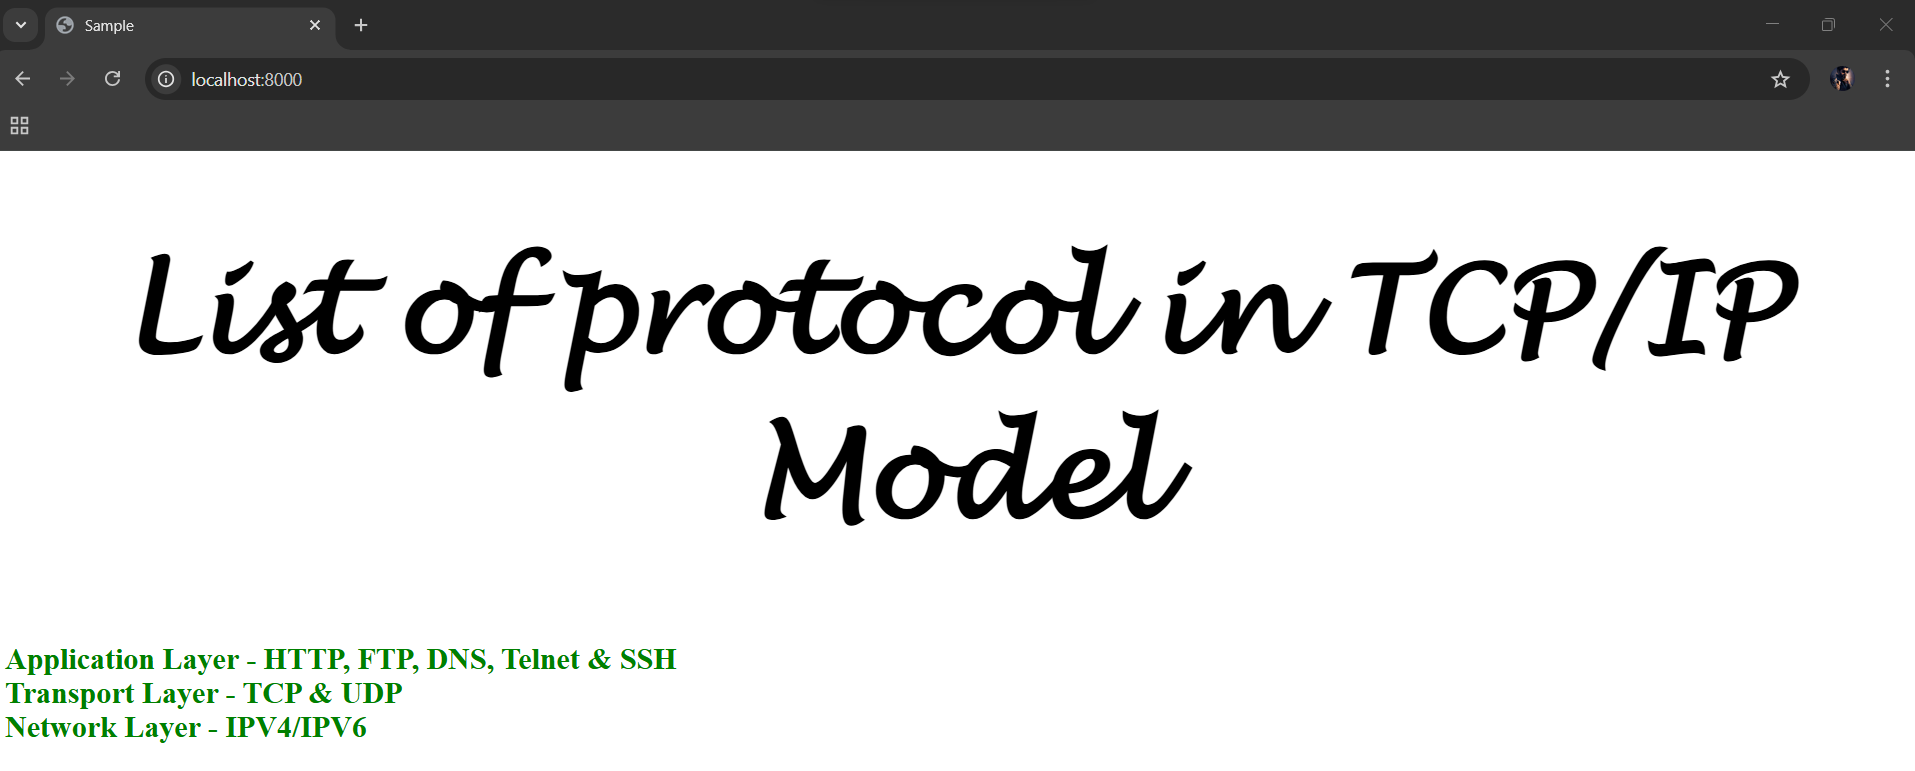 Sample
localhost:8000
List of protocol in TCP/IP
Model
Application Layer - HTTP, FTP, DNS, Telnet & SSH
Transport Layer - TCP & UDP
Network Layer - IPV4/IPV6